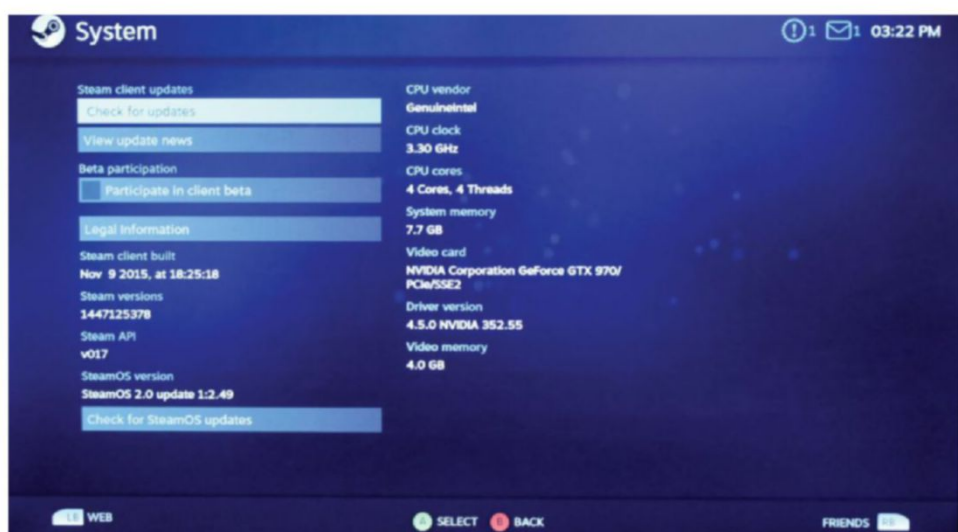 System
1 1 03:22 PM
Steam client updates
Check for updates
View update news
Beta participation
Participate in client beta
Legal Information
Steam client built
Nov 9 2015, at 18:25:18
Steam versions
1447125378
Steam API
v017
SteamOS version
SteamOS 2.0 update 1:2.49
Check for SteamOS updates
CPU vendor
GenuineIntel
CPU clock
3.30 GHz
CPU cores
4 Cores, 4 Threads
System memory
7.7 GB
Video card
NVIDIA Corporation GeForce GTX 970/
PCIe/SSE2
Driver version
4.5.0 NVIDIA 352.55
Video memory
4.0 GB
LB WEB
A SELECT B BACK
FRIENDS RB